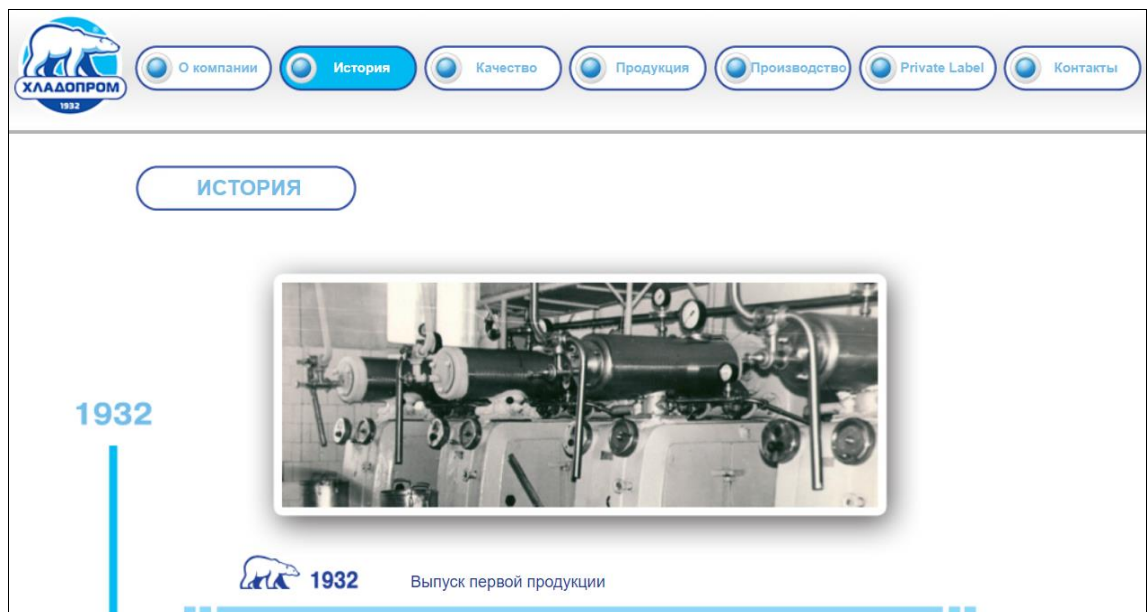 ХЛАДОПРОМ
1932
О компании
История
Качество
Продукция
Производство
Private Label
Контакты
ИСТОРИЯ
1932
1932 Выпуск первой продукции